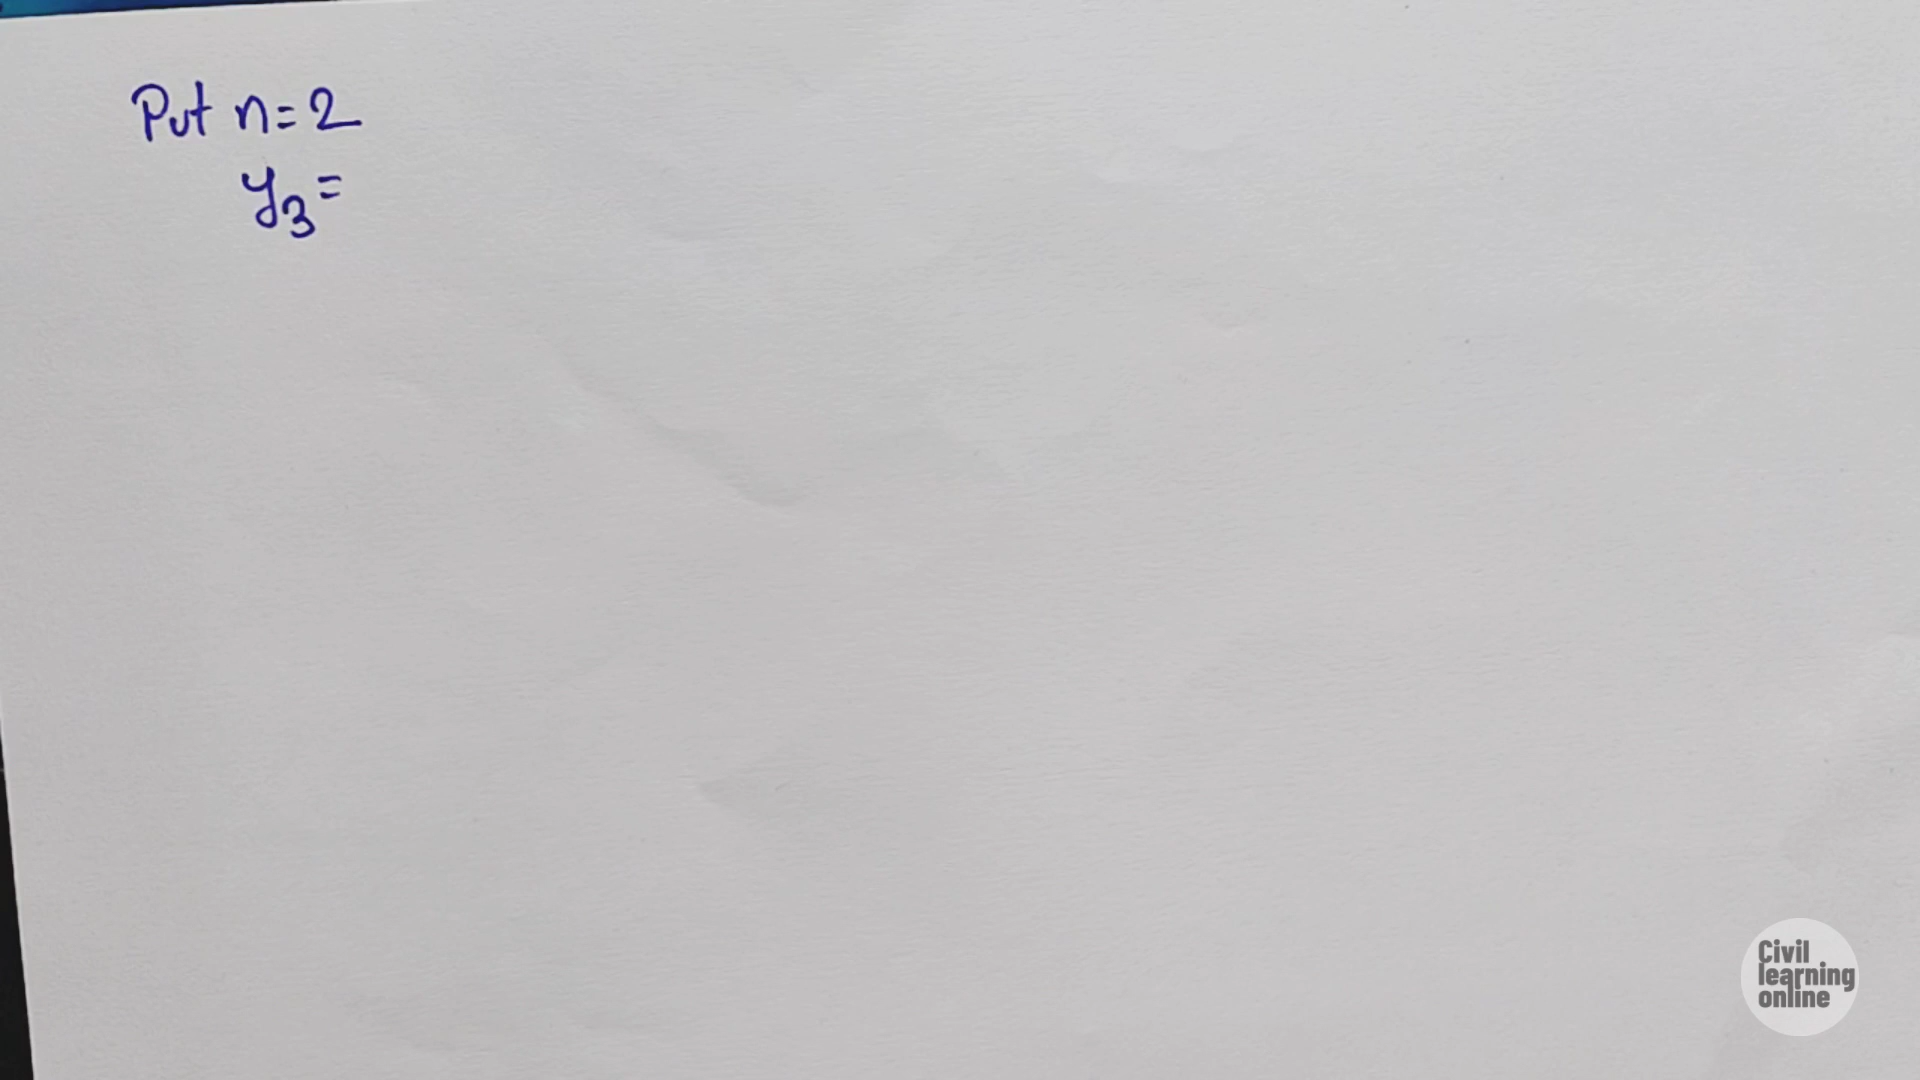 Put n=2
y₃=
Civil
learning
online